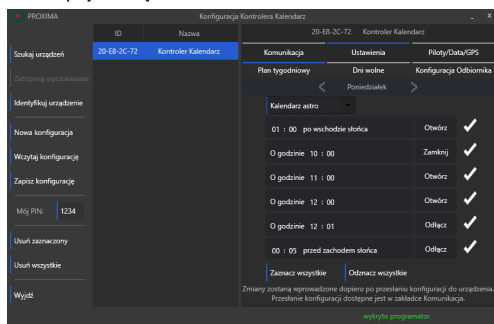 PROXIMA
Konfiguracja Kontrolera Kalendarz
_ X
ID Nazwa
20-E8-2C-72 Kontroler Kalendarz
20-E8-2C-72 Kontroler Kalendarz
Szukaj urządzeń
Zatrzymaj wyszukiwanie
Identyfikuj urządzenie
Nowa konfiguracja
Wczytaj konfigurację
Zapisz konfigurację
Mój PIN: 1234
Usuń zaznaczony
Usuń wszystkie
Wyjdź
Komunikacja Ustawienia Piloty/Data/GPS
Plan tygodniowy Dni wolne Konfiguracja Odbiornika
< Poniedziałek >
Kalendarz astro
01 : 00 po wschodzie słońca Otwórz
O godzinie 10 : 00 Zamknij
O godzinie 11 : 00 Otwórz
O godzinie 12 : 00 Otwórz
O godzinie 12 : 01 Odłącz
00 : 05 przed zachodem słońca Odłącz
Zaznacz wszystkie Odznacz wszystkie
Zmiany zostaną wprowadzone dopiero po przesłaniu konfiguracji do urządzenia.
Przesłanie konfiguracji dostępne jest w zakładce Komunikacja.
wykryto programator